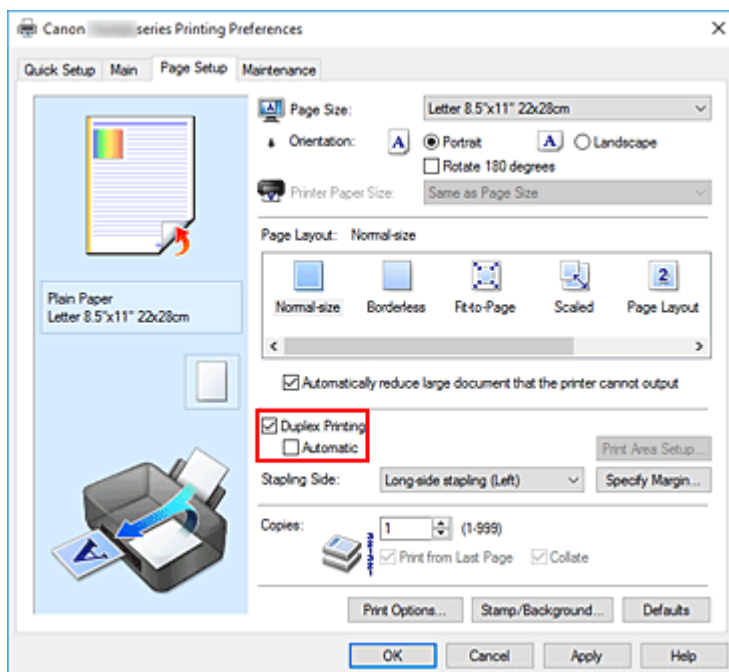 Canon series Printing Preferences
Quick Setup Main Page Setup Maintenance
Page Size: Letter 8.5"x11" 22x28cm
Orientation: A Portrait A Landscape
Rotate 180 degrees
Printer Paper Size: Same as Page Size
Page Layout: Normal-size
2
Normal-size Borderless Fit-to-Page Scaled Page Layout
Plain Paper
Letter 8.5"x11" 22x28cm
Automatically reduce large document that the printer cannot output
Duplex Printing
Automatic
Print Area Setup...
Stapling Side: Long-side stapling (Left) Specify Margin...
Copies: 1 (1-999)
Print from Last Page Collate
A
Print Options... Stamp/Background... Defaults
OK Cancel Apply Help